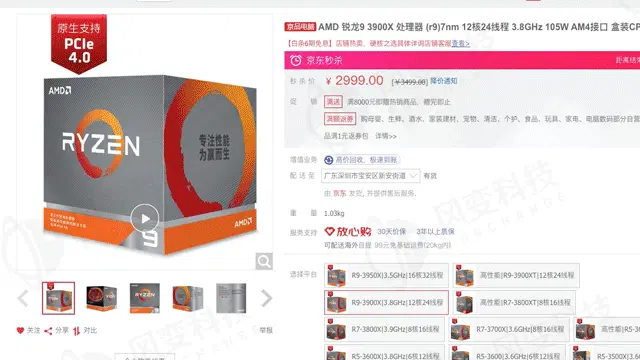 原生支持
PCIe
4.0
AMD
RYZEN
专注性能
为赢而生
AMD
9
关注 分享 对比
举报
京品电脑 AMD 锐龙9 3900X 处理器 (r9)7nm 12核24线程 3.8GHz 105W AM4接口 盒装CP
【白条6期免息】店铺热卖、硬核之选具体详询店铺客服查看>
京东秒杀
秒杀价 ¥ 2999.00 [¥3499.00] 降价通知
促 销 满送 满8000元即赠热销商品，赠完即止
满额返券 购母婴、生鲜、酒水、家装建材、宠物、清洁、个护、食品、玩具、家电、电脑数码部分自营
品满1元返券包 详情>>
增值业务 高价回收，极速到账
配送至 广东深圳市宝安区新安街道 有货
由 京东 发货, 并提供售后服务.
重 量 1.03kg
服务支持 放心购 30天价保 3年以上质保
可配送海外自提 99元免基础运费(20kg内)
选择平台 R9-3950X|3.5GHz|16核32线程 高性能|R9-3900XT|12核24线程
R9-3900X|3.8GHz|12核24线程 高性能|R7-3800XT|8核16线程
R7-3800X|3.9GHz|8核16线程 R7-3700X|3.6GHz|8核16线程 高性能|R5-3
R5-3600X|3.6GHz|6核12线程 R5-3600|3.6GHz|6核12线程 R5-3500X|3.6GHz